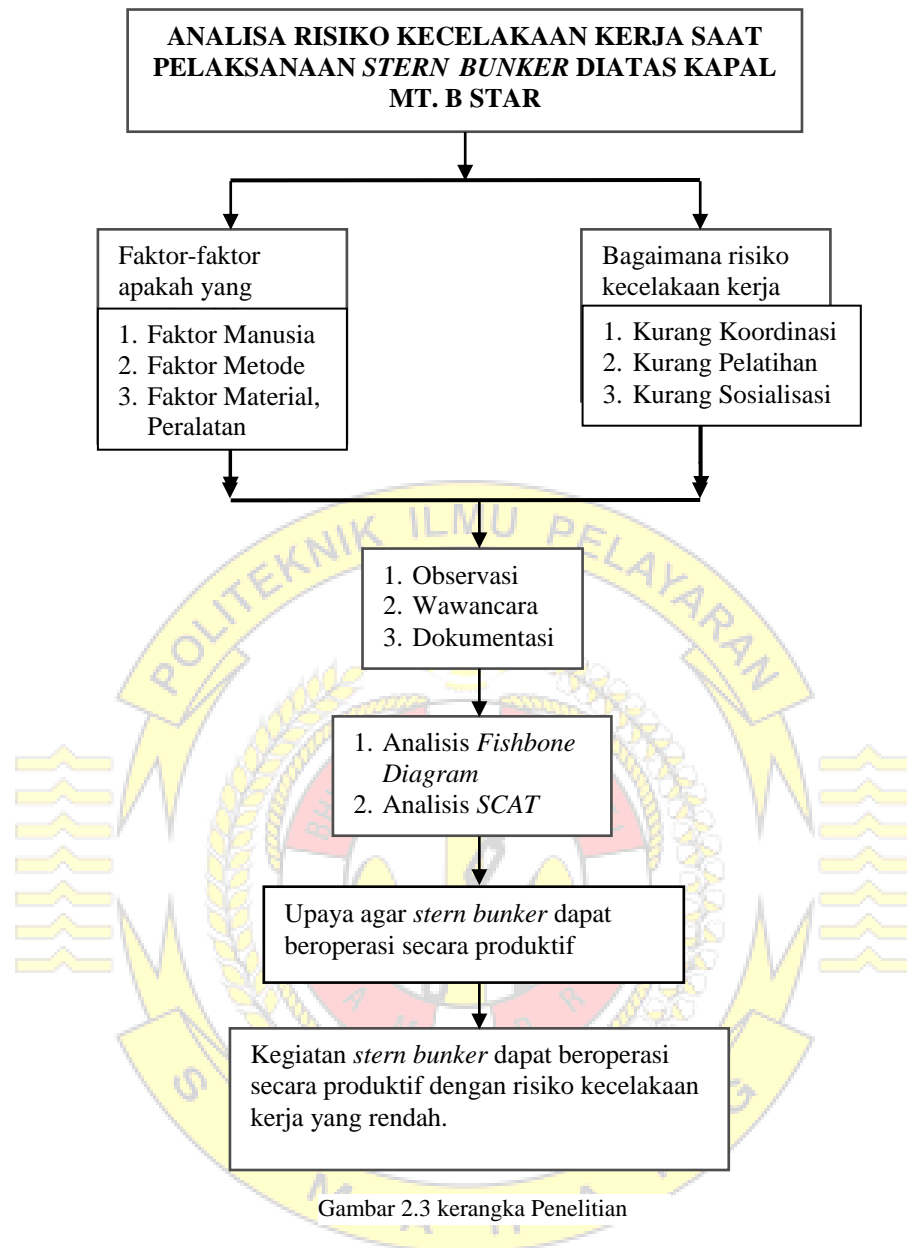 ANALISA RISIKO KECELAKAAN KERJA SAAT
PELAKSANAAN STERN BUNKER DIATAS KAPAL
MT. B STAR
Faktor-faktor
apakah yang
1. Faktor Manusia
2. Faktor Metode
3. Faktor Material,
Peralatan
Bagaimana risiko
kecelakaan kerja
1. Kurang Koordinasi
2. Kurang Pelatihan
3. Kurang Sosialisasi
POLITEKNIK ILMU PELAYARAN
1. Observasi
2. Wawancara
3. Dokumentasi
1. Analisis Fishbone
Diagram
2. Analisis SCAT
Upaya agar stern bunker dapat
beroperasi secara produktif
Kegiatan stern bunker dapat beroperasi
secara produktif dengan risiko kecelakaan
kerja yang rendah.
Gambar 2.3 kerangka Penelitian